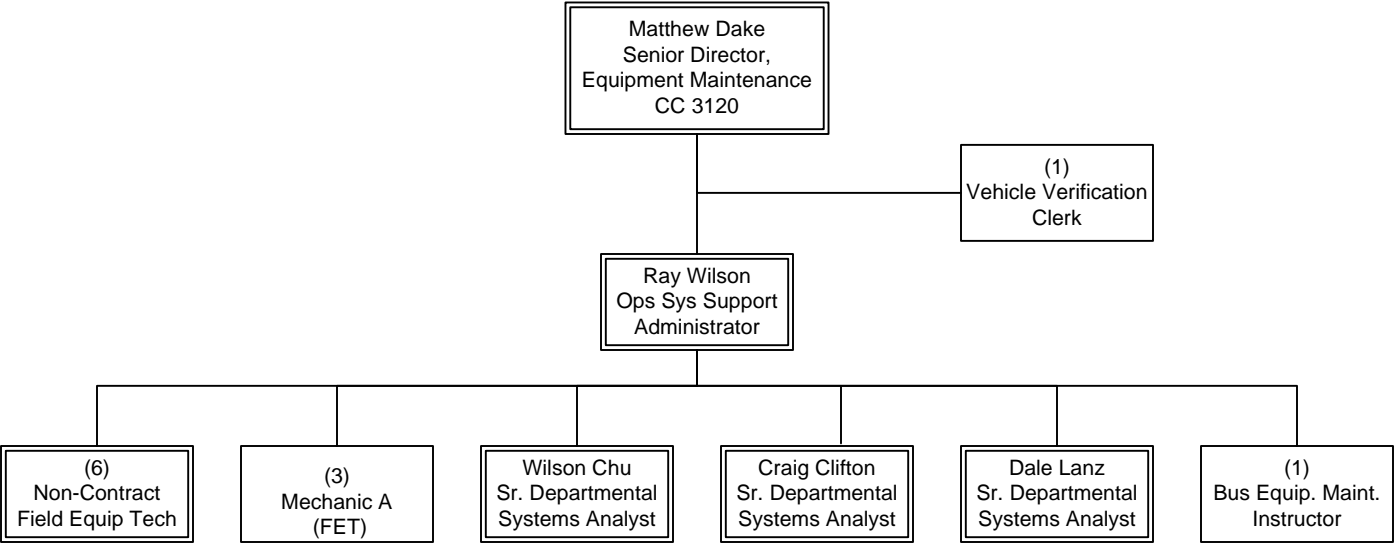 Matthew Dake
Senior Director,
Equipment Maintenance
CC 3120
(1)
Vehicle Verification
Clerk
Ray Wilson
Ops Sys Support
Administrator
(6)
Non-Contract
Field Equip Tech
(3)
Mechanic A
(FET)
Wilson Chu
Sr. Departmental
Systems Analyst
Craig Clifton
Sr. Departmental
Systems Analyst
Dale Lanz
Sr. Departmental
Systems Analyst
(1)
Bus Equip. Maint.
Instructor